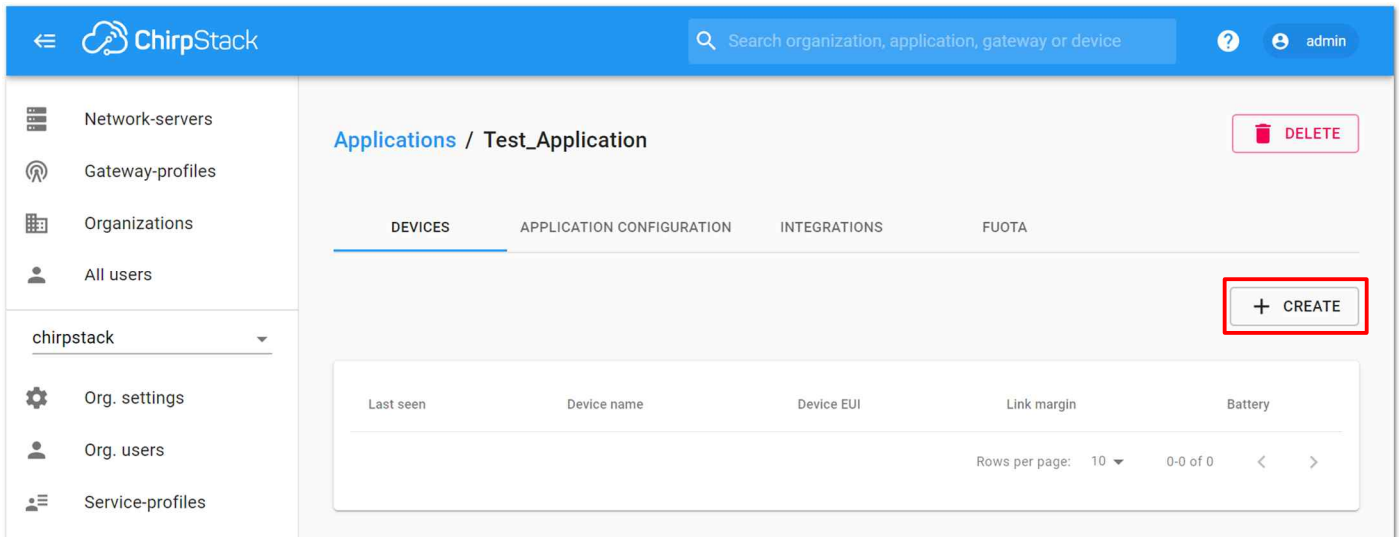 ChirpStack
Search organization, application, gateway or device
?
admin
Network-servers
Gateway-profiles
Organizations
All users
chirpstack
Org. settings
Org. users
Service-profiles
Applications / Test_Application
DELETE
DEVICES APPLICATION CONFIGURATION INTEGRATIONS FUOTA
+ CREATE
Last seen Device name Device EUI Link margin Battery
Rows per page: 10 0-0 of 0